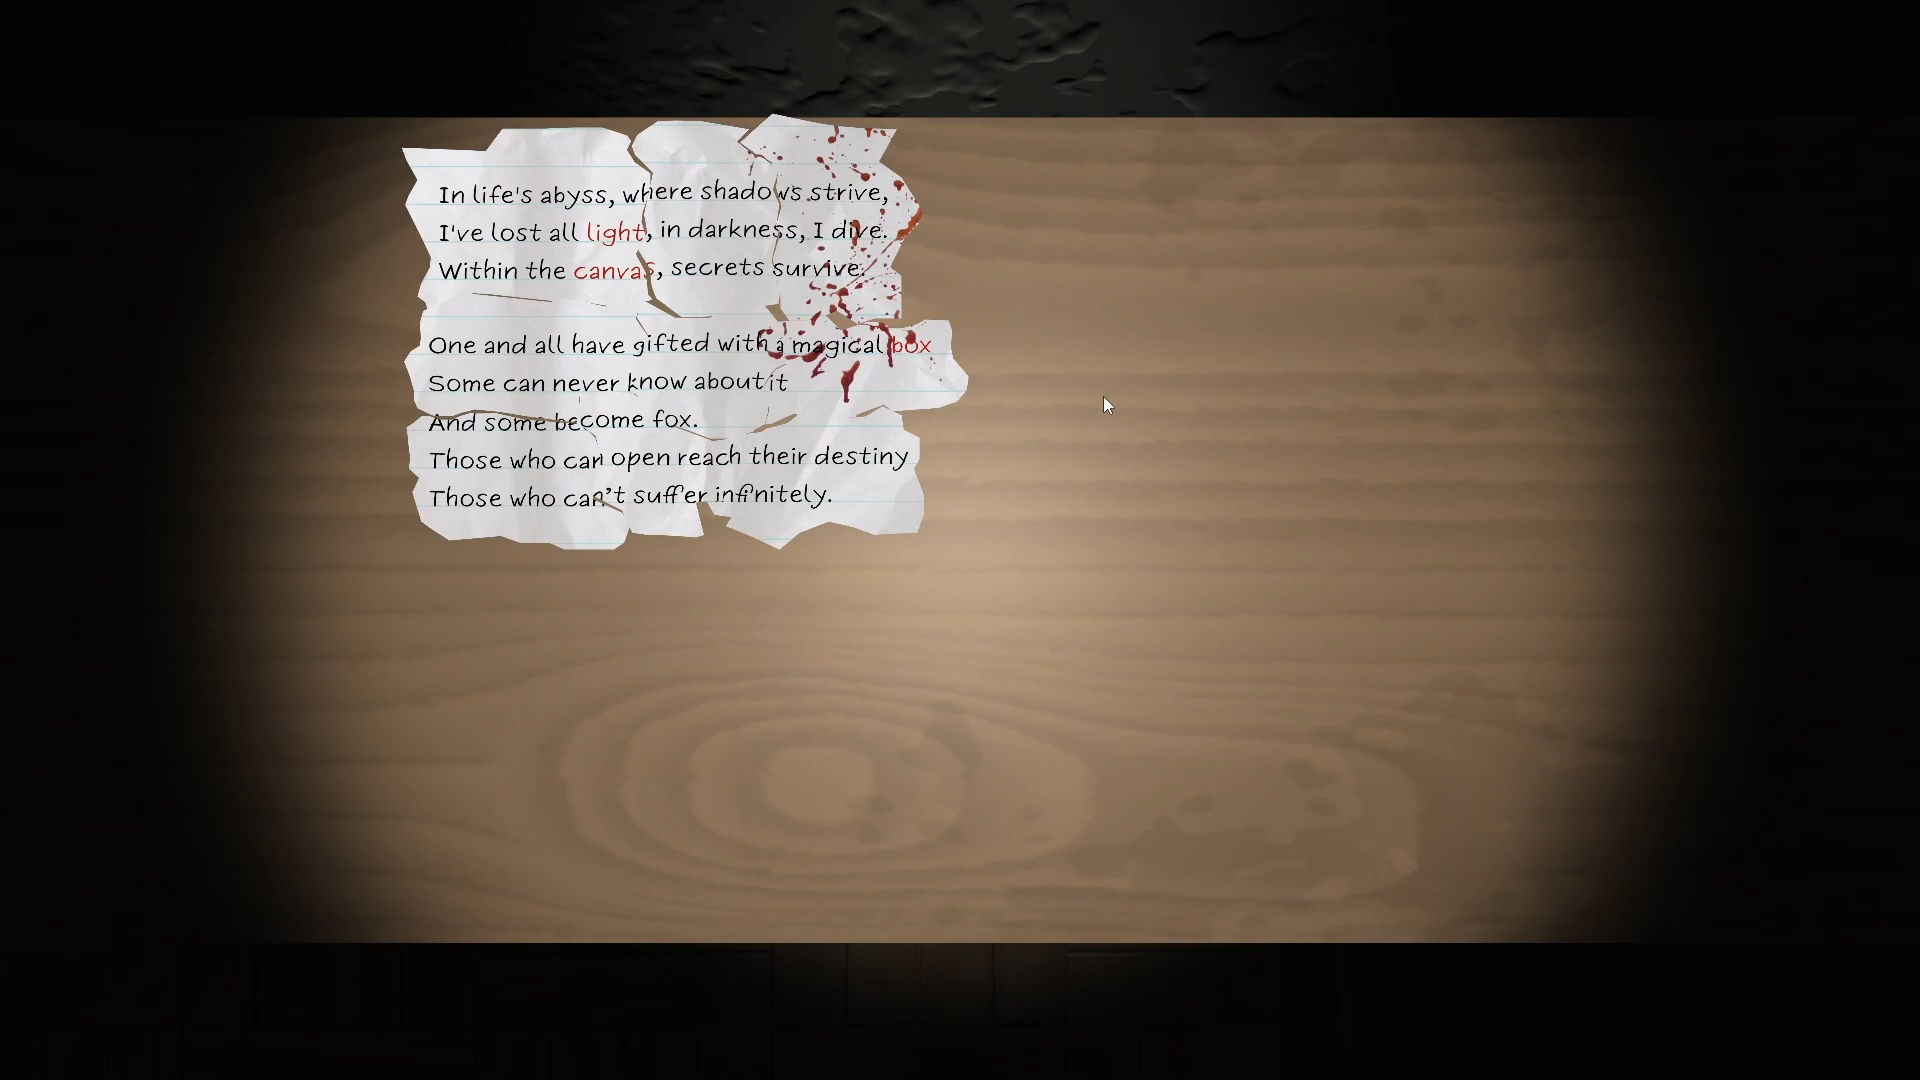 In life's abyss, where shadows strive,
I've lost all light, in darkness, I dive.
Within the canvas, secrets survive.
One and all have gifted with a magical box
Some can never know about it
And some become fox.
Those who can open reach their destiny
Those who can’t suffer infinitely.